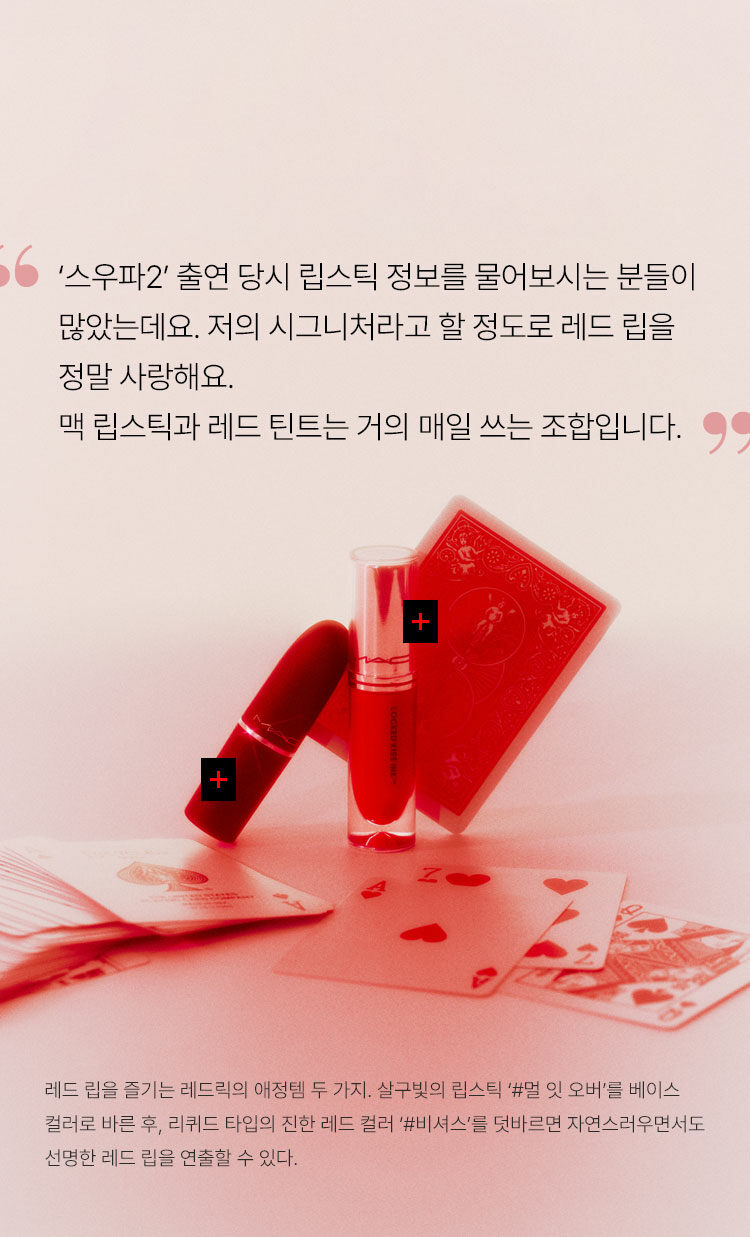 ‘스우파2’ 출연 당시 립스틱 정보를 물어보시는 분들이
많았는데요. 저의 시그니처라고 할 정도로 레드 립을
정말 사랑해요.
맥 립스틱과 레드 틴트는 거의 매일 쓰는 조합입니다.
MAC
MAC
LOCKED KISS INK
A
A
Z
A
A
Q
레드 립을 즐기는 레드릭의 애정템 두 가지. 살구빛의 립스틱 ‘#멀 잇 오버’를 베이스
컬러로 바른 후, 리퀴드 타입의 진한 레드 컬러 ‘#비셔스’를 덧바르면 자연스러우면서도
선명한 레드 립을 연출할 수 있다.